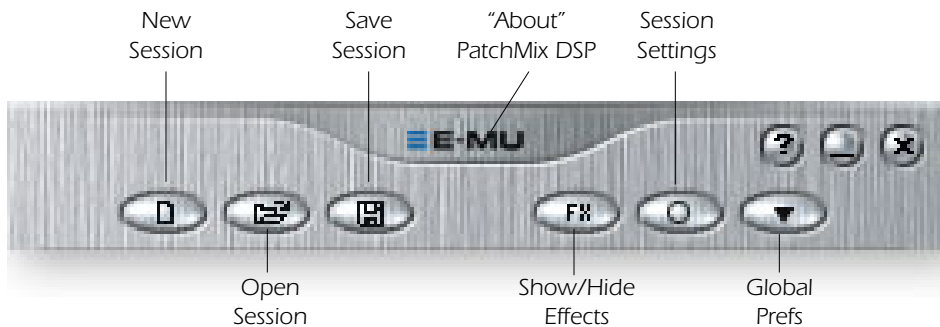 New
Session
Save
Session
“About”
PatchMix DSP
Session
Settings
E-MU
?
x
FX
Open
Session
Show/Hide
Effects
Global
Prefs